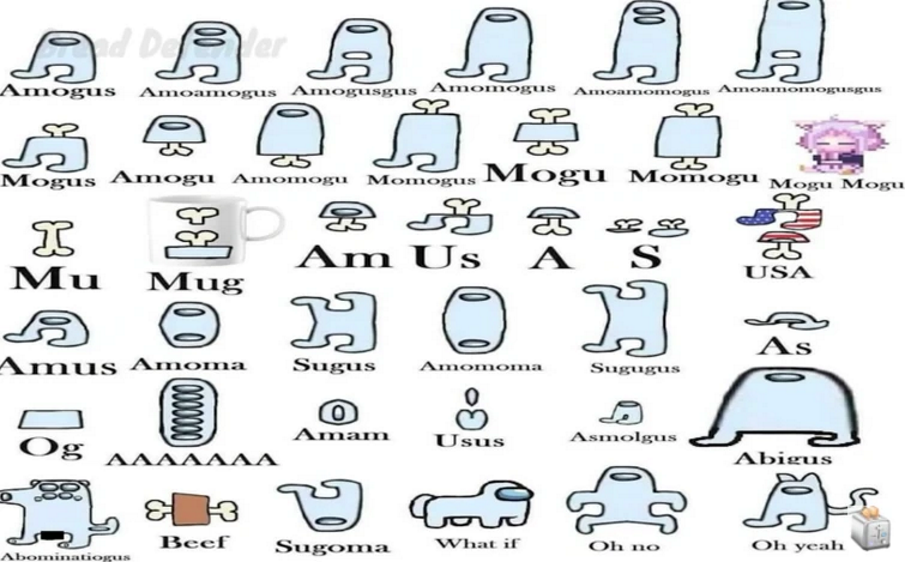 Bread Defender
Amogus Amoamogus Amogusgus Amomogus Amoamomogus Amoamomogusgus
Mogus Amogu Amomogu Momogus Mogu Momogu Mogu Mogu
Mu Mug Am Us A S USA
Amus Amoma Sugus Amomoma Sugugus As
Og AAAAAAA Amam Usus Asmolgus Abigus
Abominatiogus Beef Sugoma What if Oh no Oh yeah